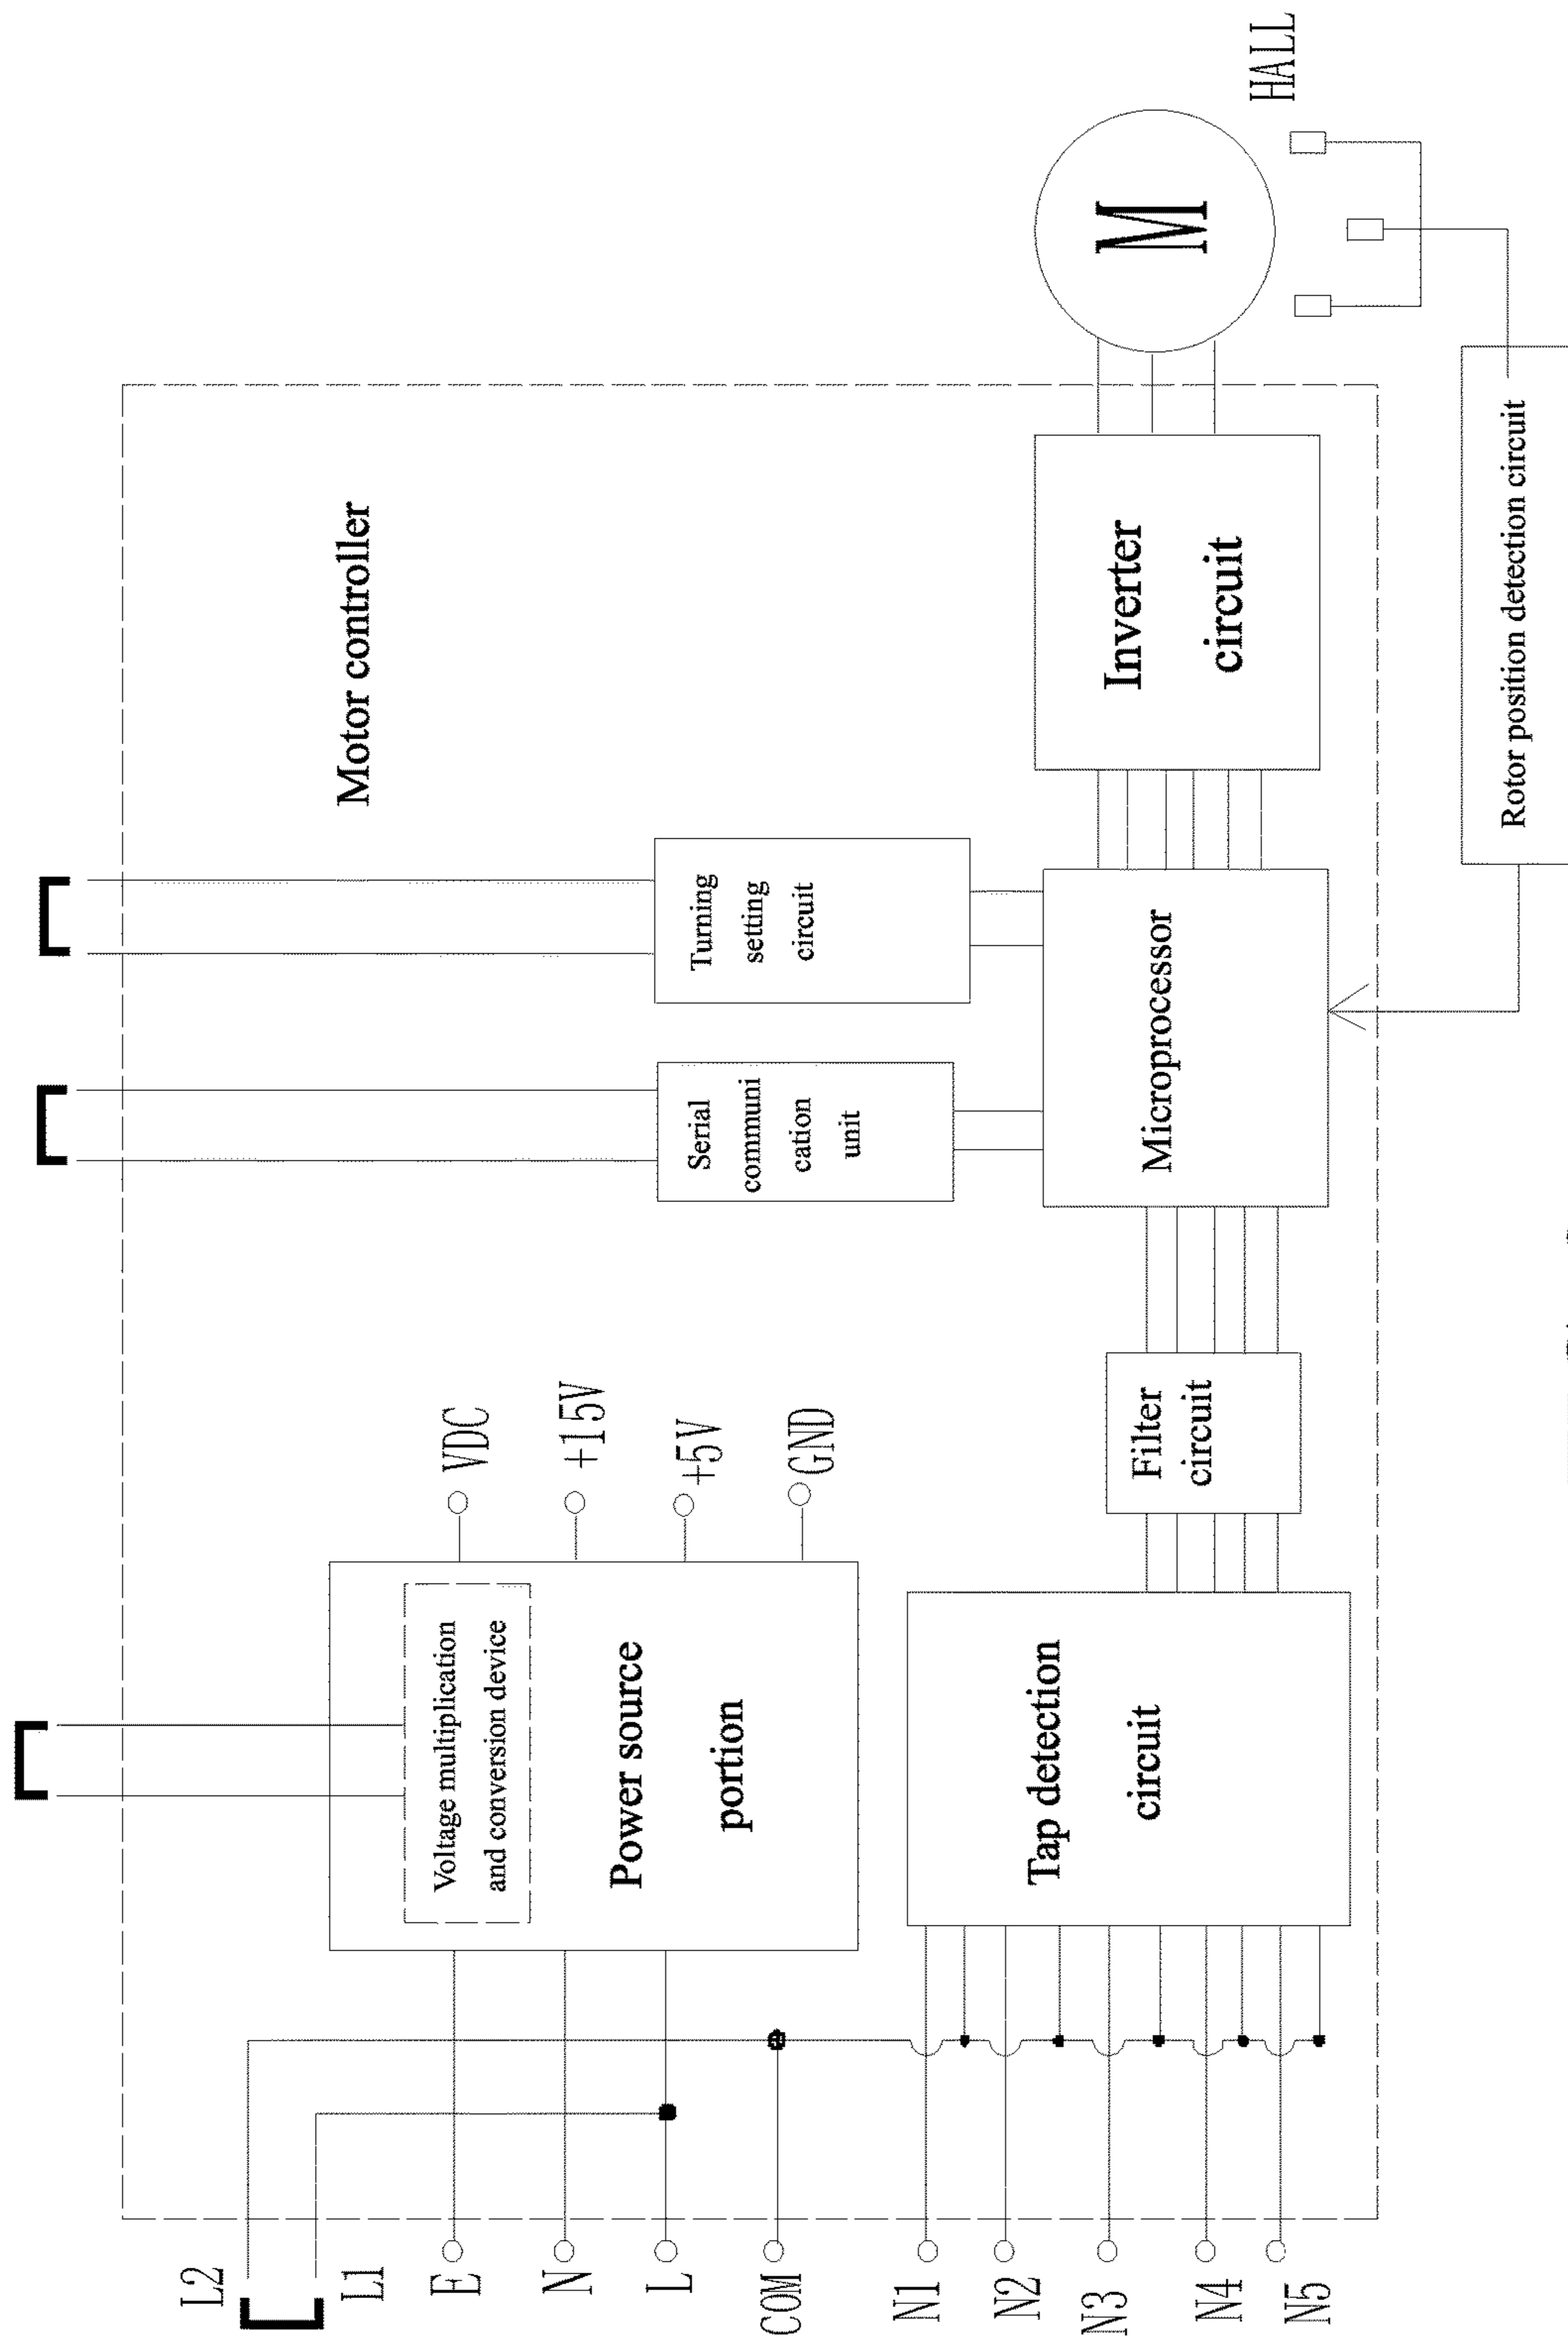 Motor controller
L2
L1
E
N
L
COM
N1
N2
N3
N4
N5
Voltage multiplication
and conversion device
Power source
portion
VDC
+15V
+5V
GND
Tap detection
circuit
Filter
circuit
Serial
communi
cation
unit
Turning
setting
circuit
Microprocessor
Inverter
circuit
M
HALL
Rotor position detection circuit